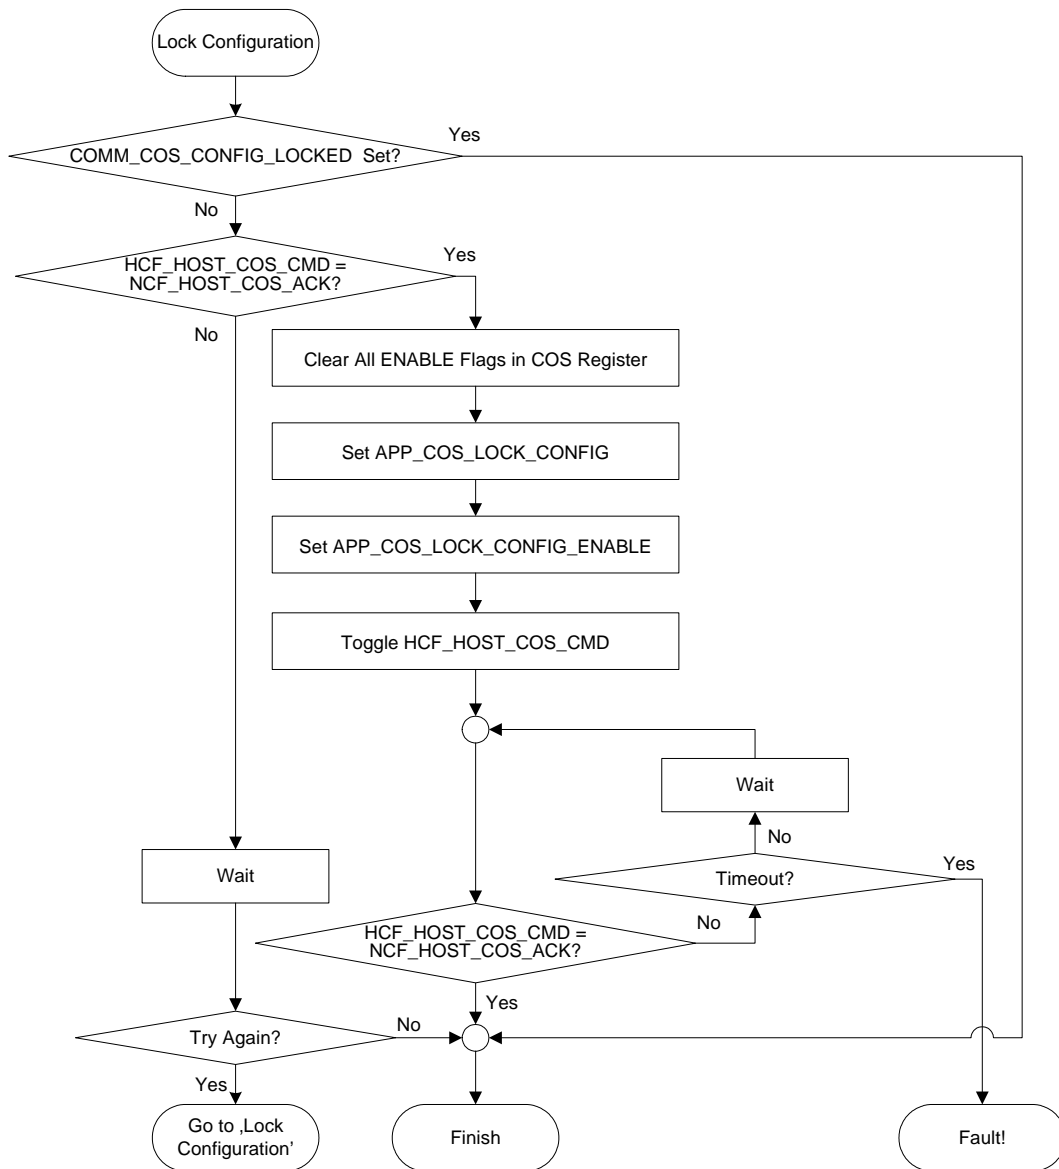 Lock Configuration
Yes
COMM_COS_CONFIG_LOCKED Set?
No
Yes
HCF_HOST_COS_CMD =
NCF_HOST_COS_ACK?
No
Clear All ENABLE Flags in COS Register
Set APP_COS_LOCK_CONFIG
Set APP_COS_LOCK_CONFIG_ENABLE
Toggle HCF_HOST_COS_CMD
Wait
No
Yes
Timeout?
Wait
No
HCF_HOST_COS_CMD =
NCF_HOST_COS_ACK?
Yes
No
Try Again?
Yes
Go to ‚Lock
Configuration’
Finish
Fault!